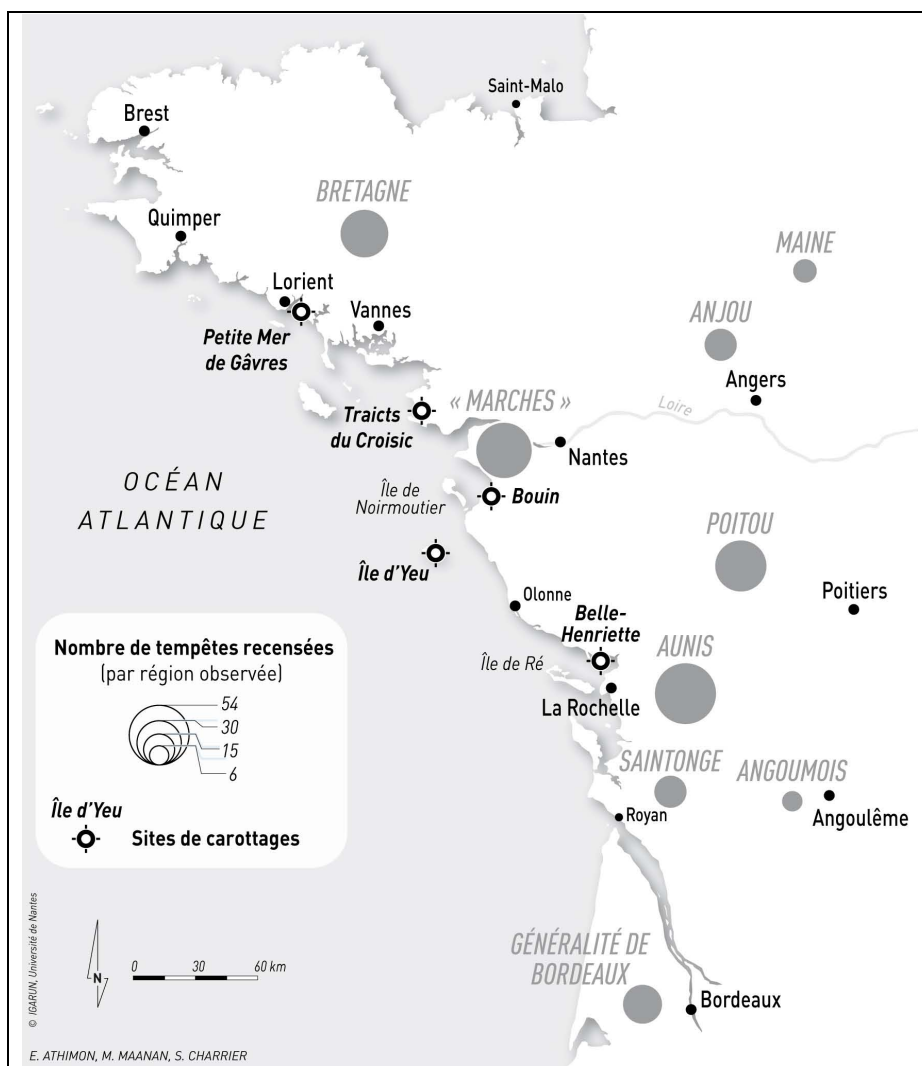 Saint-Malo
Brest
BRETAGNE
Quimper
MAINE
Lorient
Vannes
ANJOU
Petite Mer
de Gâvres
Angers
« MARCHES »
Loire
Traicts
du Croisic
Nantes
OCÉAN
ATLANTIQUE
Île de
Noirmoutier
Bouin
POITOU
Île d'Yeu
Olonne
Poitiers
Belle-
Henriette
AUNIS
Île de Ré
La Rochelle
Nombre de tempêtes recensées
(par région observée)
54
30
15
6
Île d'Yeu
Sites de carottages
SAINTONGE
ANGOUMOIS
Royan
Angoulême
© IGARUN, Université de Nantes
N
0 30 60 km
GÉNÉRALITÉ DE
BORDEAUX
Bordeaux
E. ATHIMON, M. MAANAN, S. CHARRIER